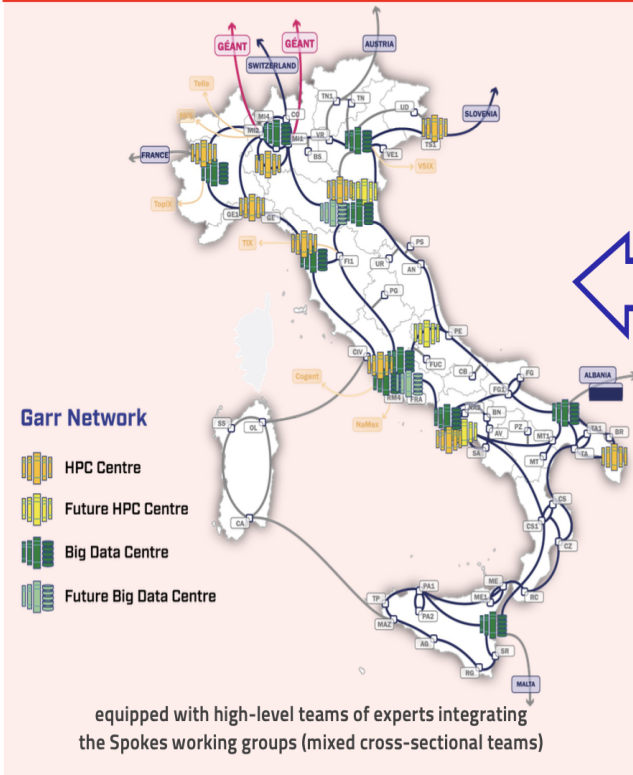 GÉANT
GÉANT
AUSTRIA
SWITZERLAND
TN1
TN
UD
SLOVENIA
MI4
CO
MI2
MI1
VR
BS
VE1
TS1
VSIX
FRANCE
TopIX
GE1
GE
TIX
FI1
PS
UR
AN
PG
PE
CIV
FUC
CB
FG
FG1
Cogent
RM4
FRA
NaMex
ALBANIA
BN
AV
PZ
MT1
MT
TA1
TA
BR
SA
SS
OL
CA
CS
CS1
CZ
ME
ME1
RC
TP
PA1
PA2
MAZ
AG
SR
RG
MALTA
Garr Network
HPC Centre
Future HPC Centre
Big Data Centre
Future Big Data Centre
equipped with high-level teams of experts integrating
the Spokes working groups (mixed cross-sectional teams)